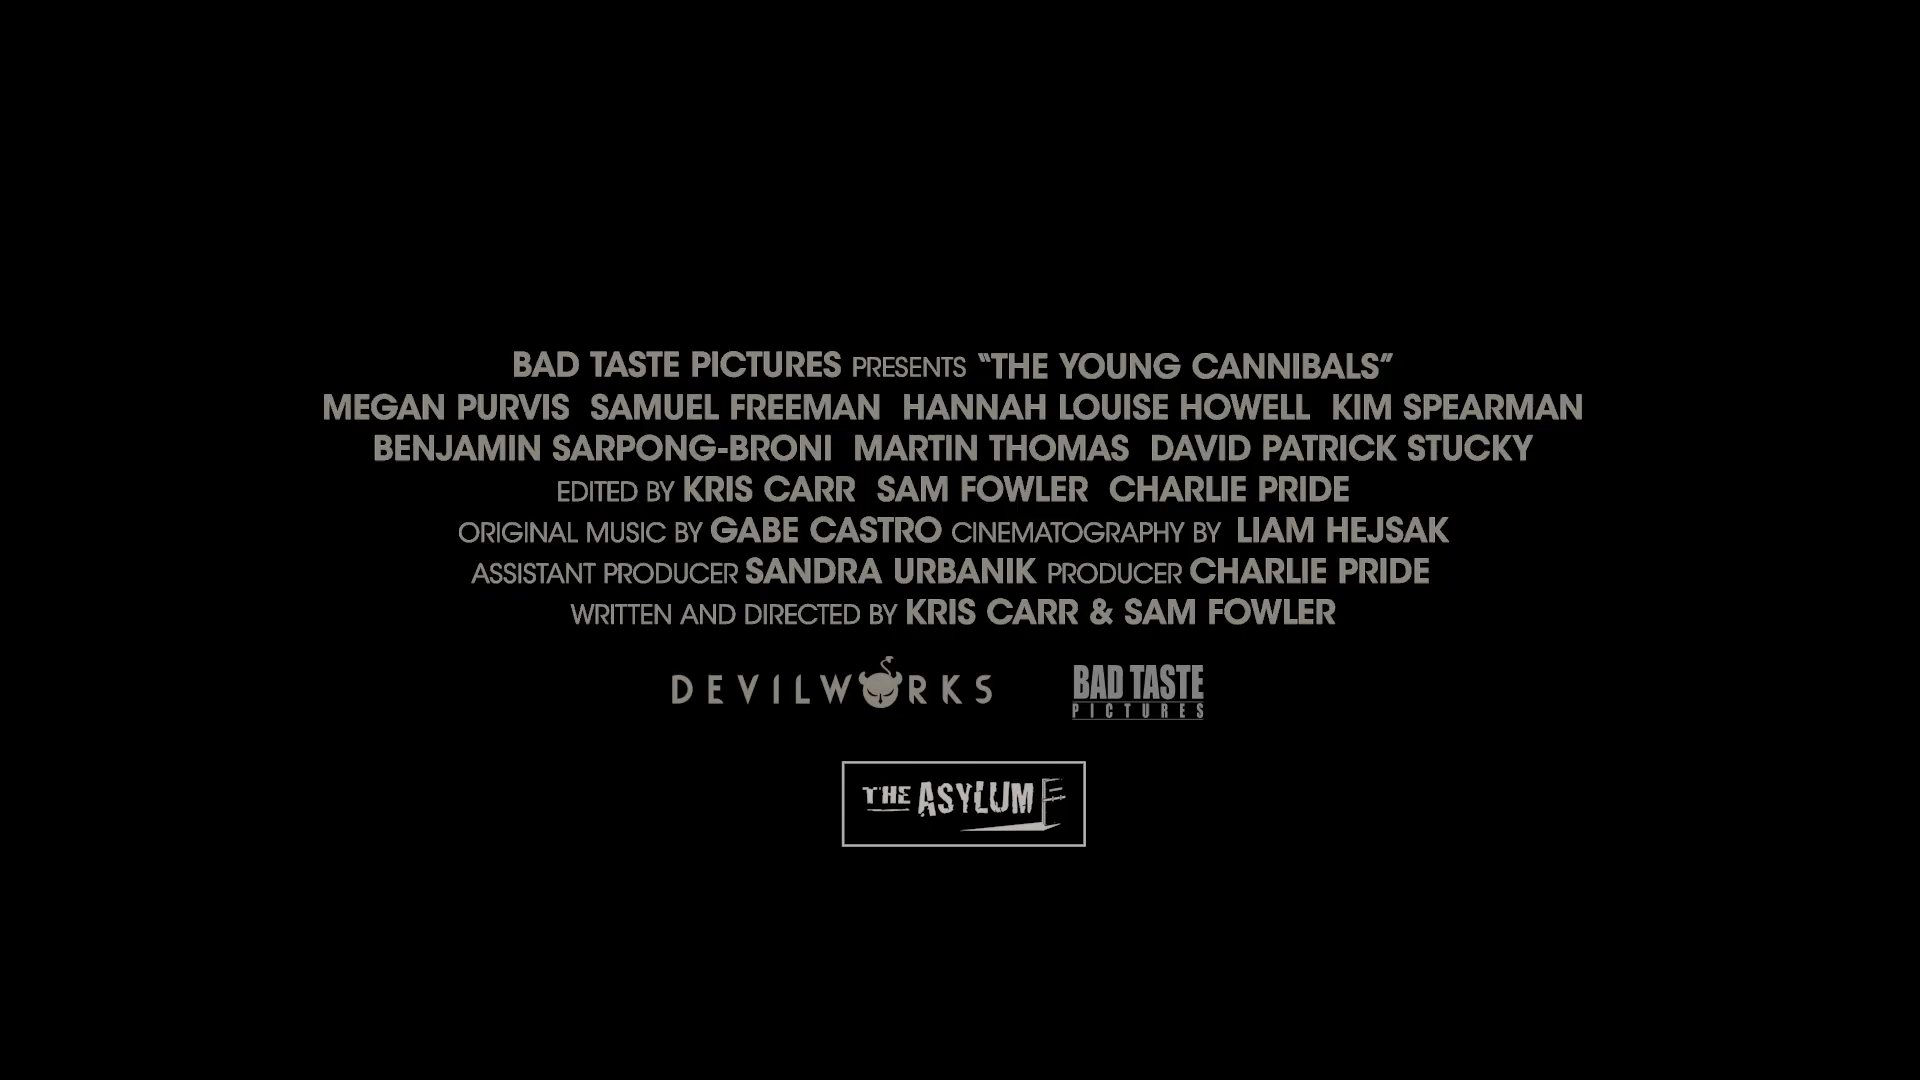 BAD TASTE PICTURES PRESENTS “THE YOUNG CANNIBALS”
MEGAN PURVIS SAMUEL FREEMAN HANNAH LOUISE HOWELL KIM SPEARMAN
BENJAMIN SARPONG-BRONI MARTIN THOMAS DAVID PATRICK STUCKY
EDITED BY KRIS CARR SAM FOWLER CHARLIE PRIDE
ORIGINAL MUSIC BY GABE CASTRO CINEMATOGRAPHY BY LIAM HEJSAK
ASSISTANT PRODUCER SANDRA URBANIK PRODUCER CHARLIE PRIDE
WRITTEN AND DIRECTED BY KRIS CARR & SAM FOWLER
DEVILWORKS
BAD TASTE
PICTURES
THE ASYLUM